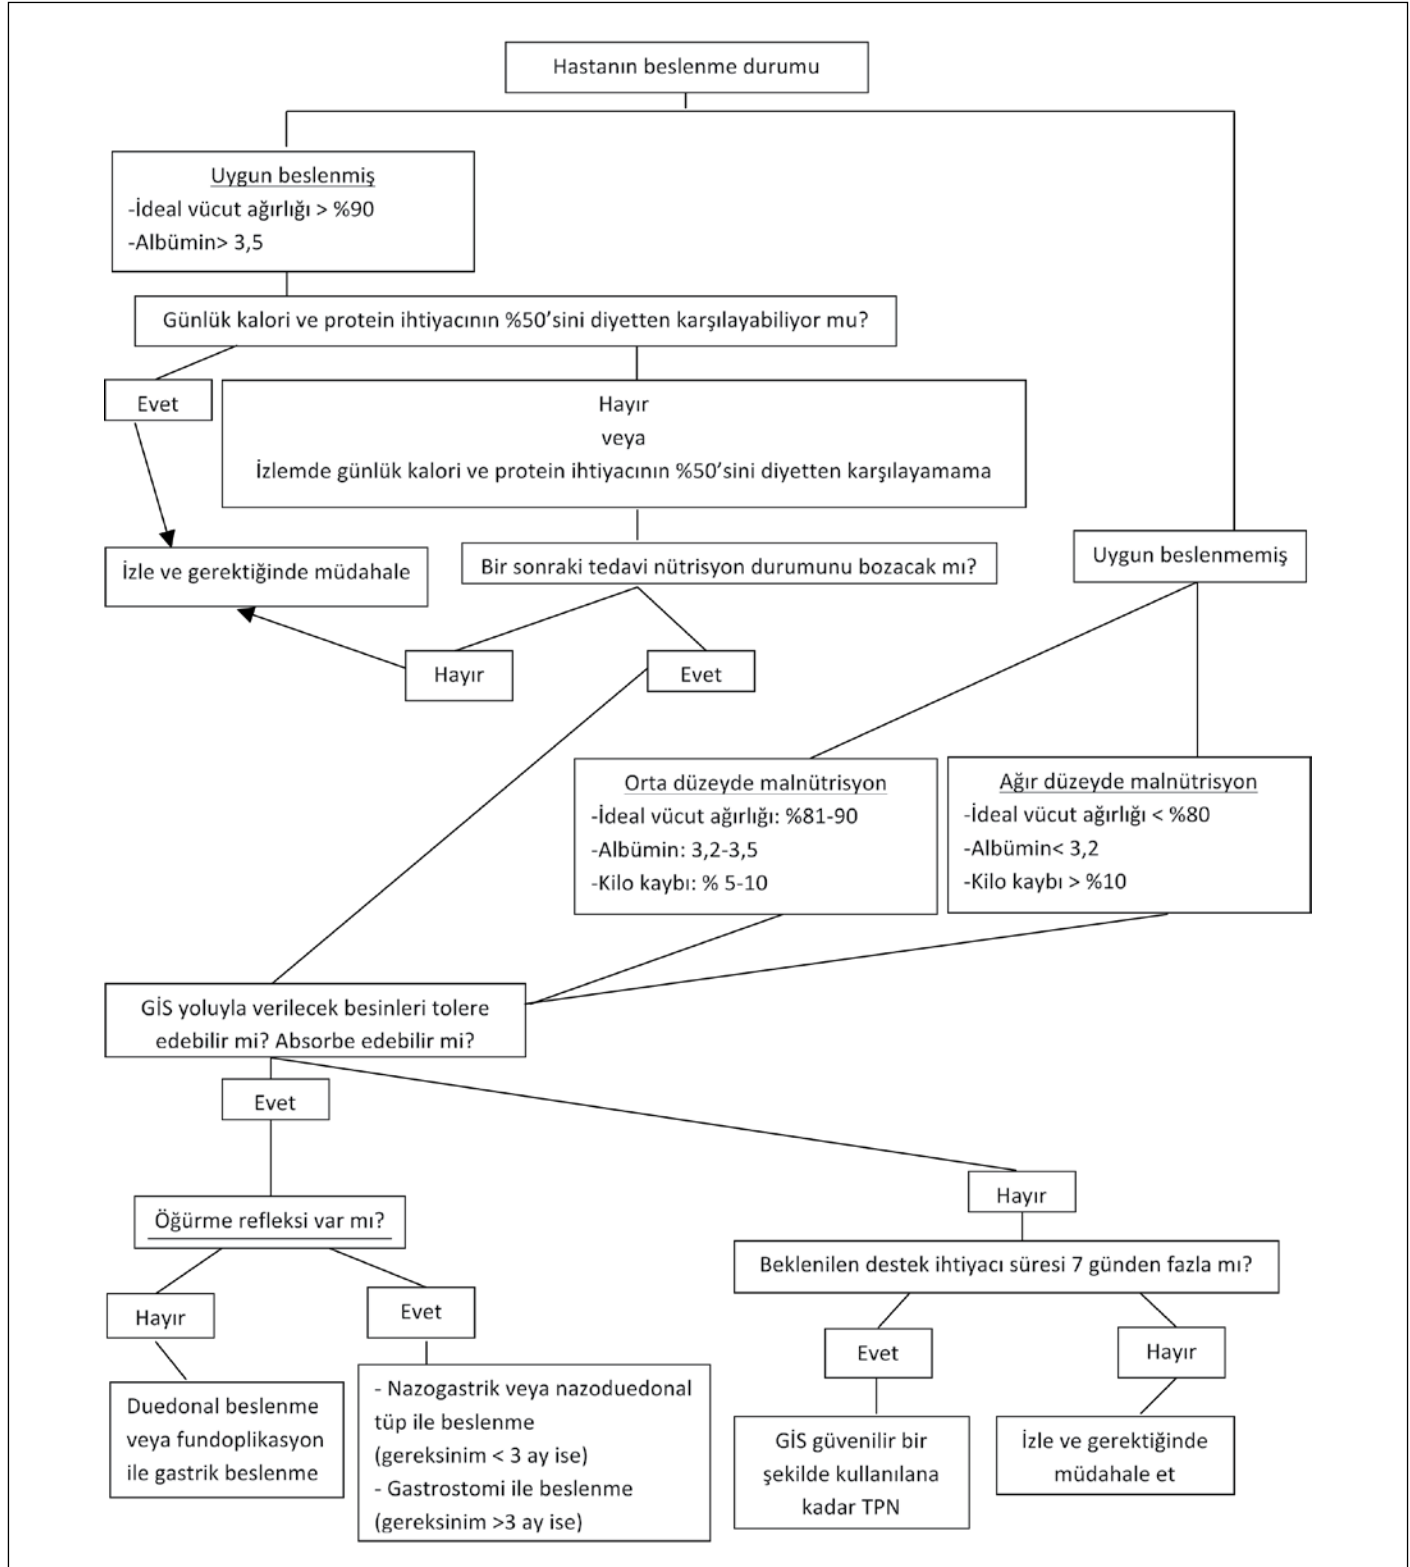 Hastanın beslenme durumu
Uygun beslenmiş
-İdeal vücut ağırlığı > %90
-Albümin> 3,5
Günlük kalori ve protein ihtiyacının %50’sini diyetten karşılayabiliyor mu?
Evet
Hayır
veya
İzlemde günlük kalori ve protein ihtiyacının %50’sini diyetten karşılayamama
İzle ve gerektiğinde müdahale
Bir sonraki tedavi nütrisyon durumunu bozacak mı?
Uygun beslenmemiş
Hayır
Evet
Orta düzeyde malnütrisyon
-İdeal vücut ağırlığı: %81-90
-Albümin: 3,2-3,5
-Kilo kaybı: % 5-10
Ağır düzeyde malnütrisyon
-İdeal vücut ağırlığı < %80
-Albümin< 3,2
-Kilo kaybı > %10
GİS yoluyla verilecek besinleri tolere
edebilir mi? Absorbe edebilir mi?
Evet
Hayır
Öğürme refleksi var mı?
Beklenilen destek ihtiyacı süresi 7 günden fazla mı?
Hayır
Evet
Evet
Hayır
Duedonal beslenme
veya fundoplikasyon
ile gastrik beslenme
- Nazogastrik veya nazoduedonal
tüp ile beslenme
(gereksinim < 3 ay ise)
- Gastrostomi ile beslenme
(gereksinim >3 ay ise)
GİS güvenilir bir
şekilde kullanılana
kadar TPN
İzle ve gerektiğinde
müdahale et